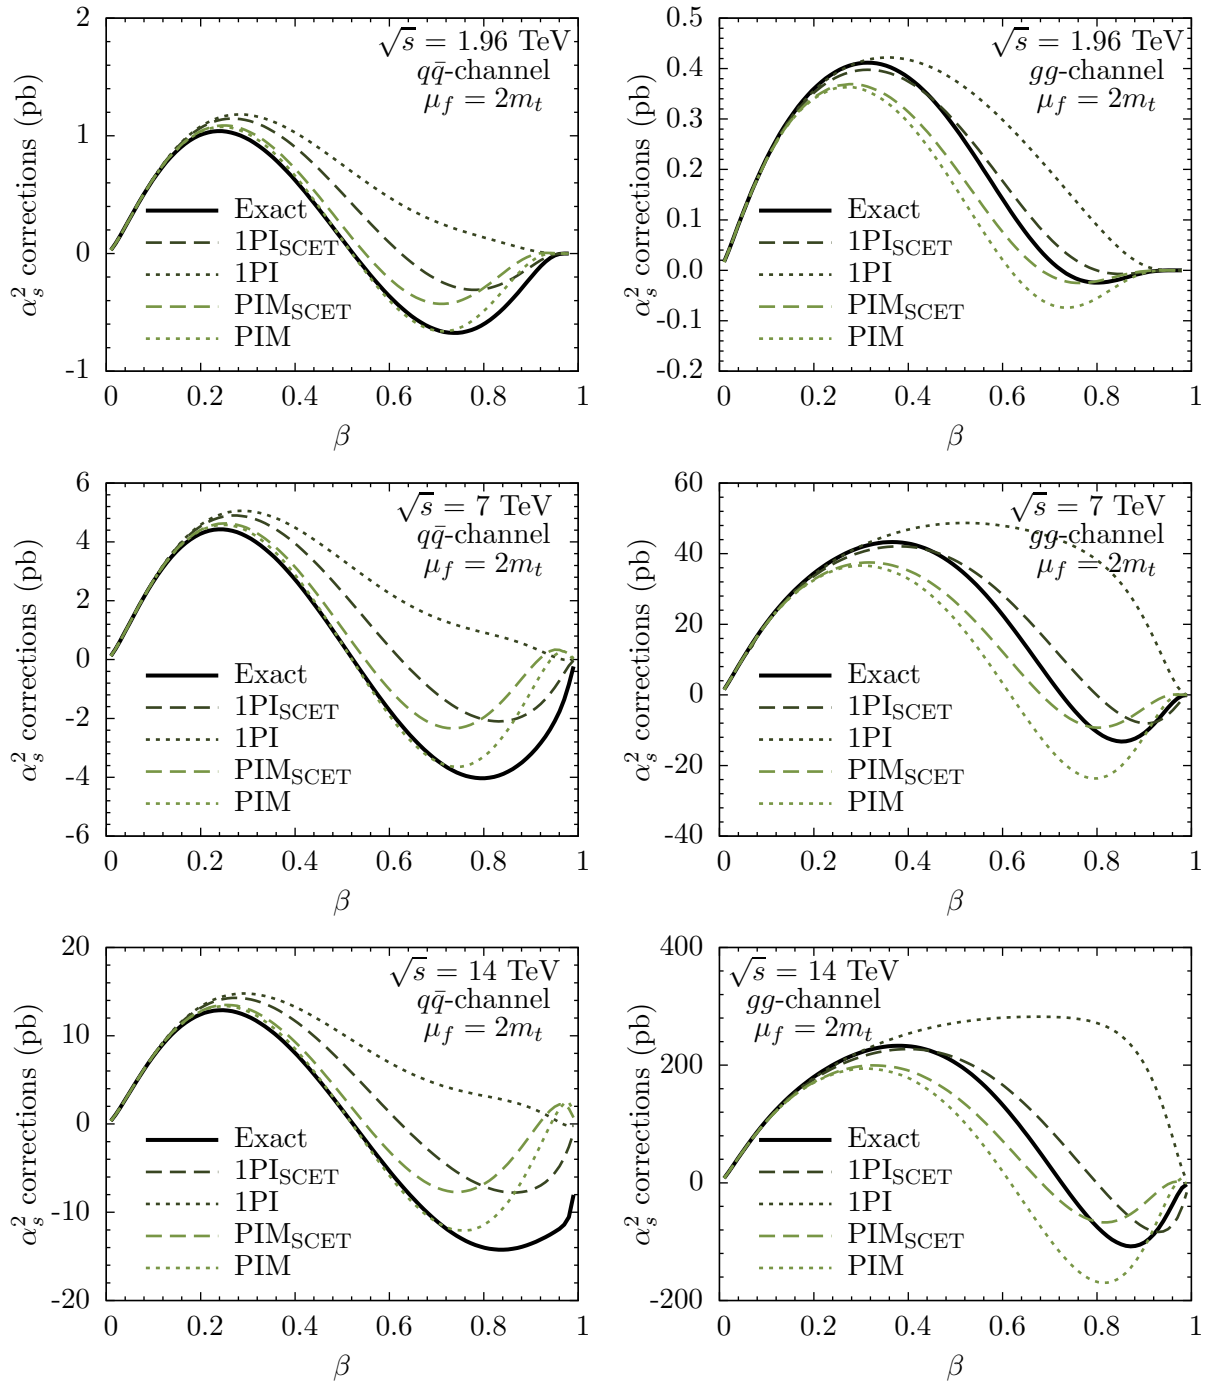 √s = 1.96 TeV
qq̄-channel
μ_f = 2m_t
α_s^2 corrections (pb)
2
1
0
-1
Exact
1PI_SCET
1PI
PIM_SCET
PIM
0 0.2 0.4 0.6 0.8 1
β
√s = 1.96 TeV
gg-channel
μ_f = 2m_t
α_s^2 corrections (pb)
0.5
0.4
0.3
0.2
0.1
0.0
-0.1
-0.2
Exact
1PI_SCET
1PI
PIM_SCET
PIM
0 0.2 0.4 0.6 0.8 1
β
√s = 7 TeV
qq̄-channel
μ_f = 2m_t
α_s^2 corrections (pb)
6
4
2
0
-2
-4
-6
Exact
1PI_SCET
1PI
PIM_SCET
PIM
0 0.2 0.4 0.6 0.8 1
β
√s = 7 TeV
gg-channel
μ_f = 2m_t
α_s^2 corrections (pb)
60
40
20
0
-20
-40
Exact
1PI_SCET
1PI
PIM_SCET
PIM
0 0.2 0.4 0.6 0.8 1
β
√s = 14 TeV
qq̄-channel
μ_f = 2m_t
α_s^2 corrections (pb)
20
10
0
-10
-20
Exact
1PI_SCET
1PI
PIM_SCET
PIM
0 0.2 0.4 0.6 0.8 1
β
√s = 14 TeV
gg-channel
μ_f = 2m_t
α_s^2 corrections (pb)
400
200
0
-200
Exact
1PI_SCET
1PI
PIM_SCET
PIM
0 0.2 0.4 0.6 0.8 1
β